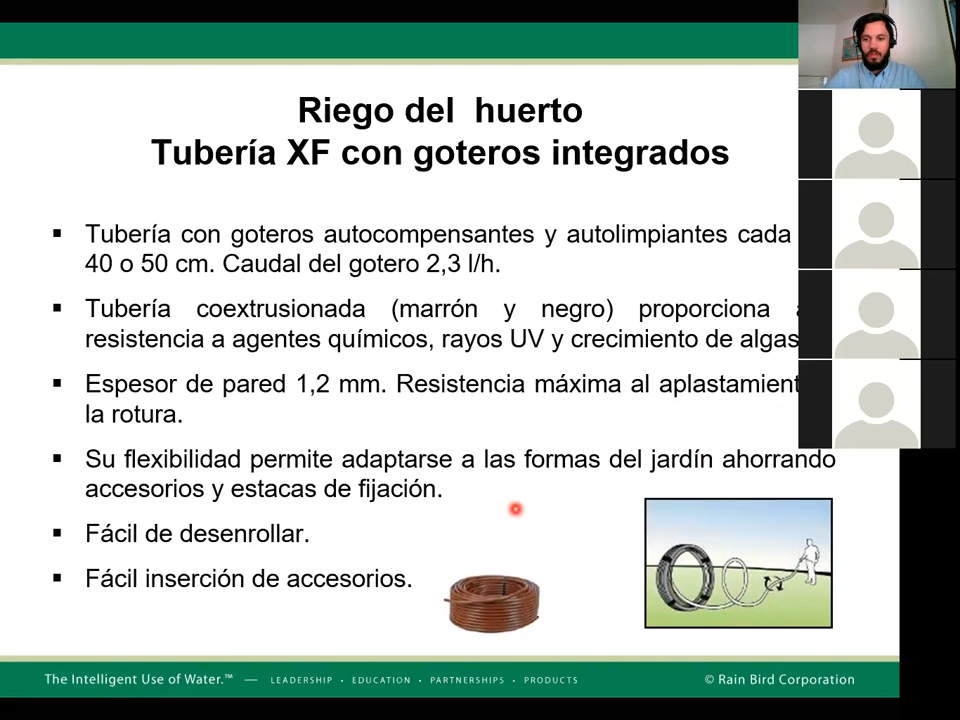 Riego del huerto
Tubería XF con goteros integrados
▪ Tubería con goteros autocompensantes y autolimpiantes cada
40 o 50 cm. Caudal del gotero 2,3 l/h.
▪ Tubería coextrusionada (marrón y negro) proporciona
resistencia a agentes químicos, rayos UV y crecimiento de algas
▪ Espesor de pared 1,2 mm. Resistencia máxima al
la rotura.
▪ Su flexibilidad permite adaptarse a las formas del jardín ahorrando
accesorios y estacas de fijación.
▪ Fácil de desenrollar.
▪ Fácil inserción de accesorios.
The Intelligent Use of Water.™ — LEADERSHIP • EDUCATION • PARTNERSHIPS • PRODUCTS © Rain Bird Corporation